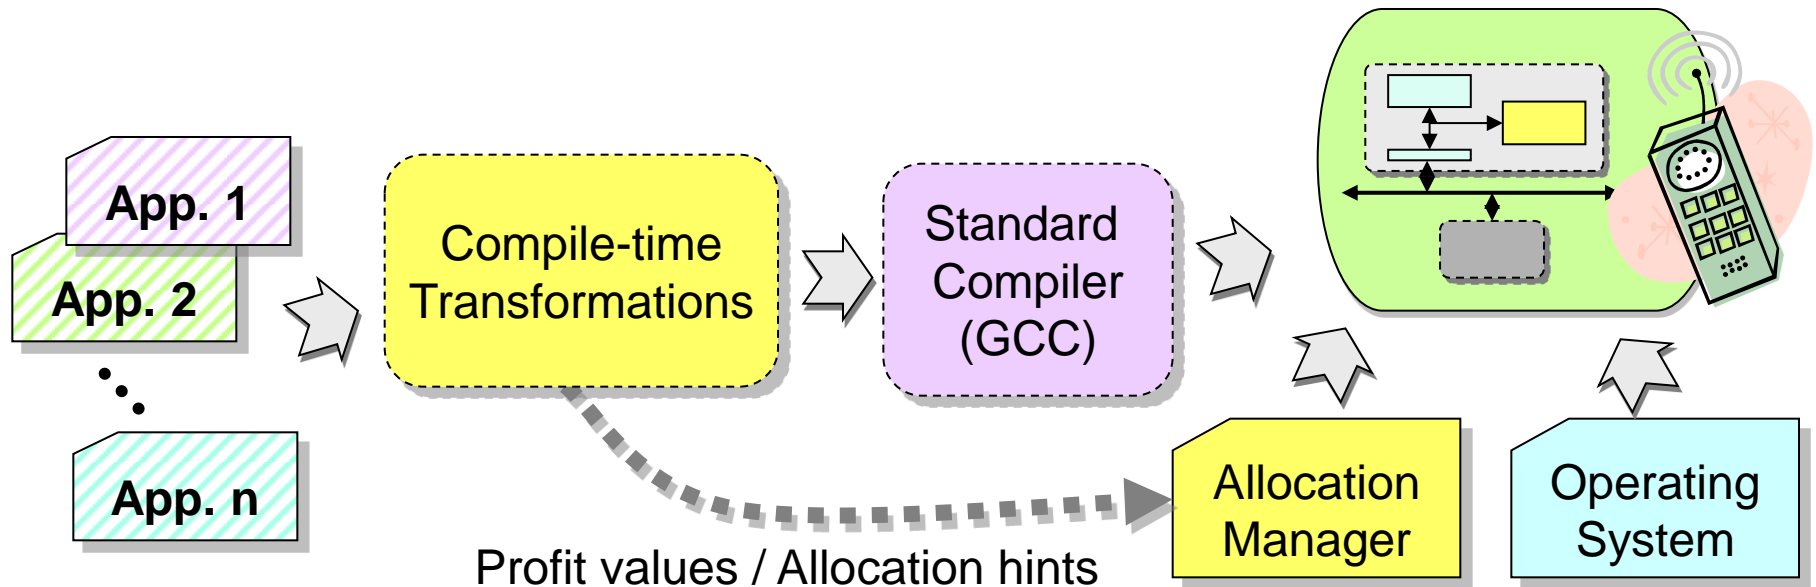 App. 1
App. 2
App. n
Compile-time
Transformations
Standard
Compiler
(GCC)
Profit values / Allocation hints
Allocation
Manager
Operating
System